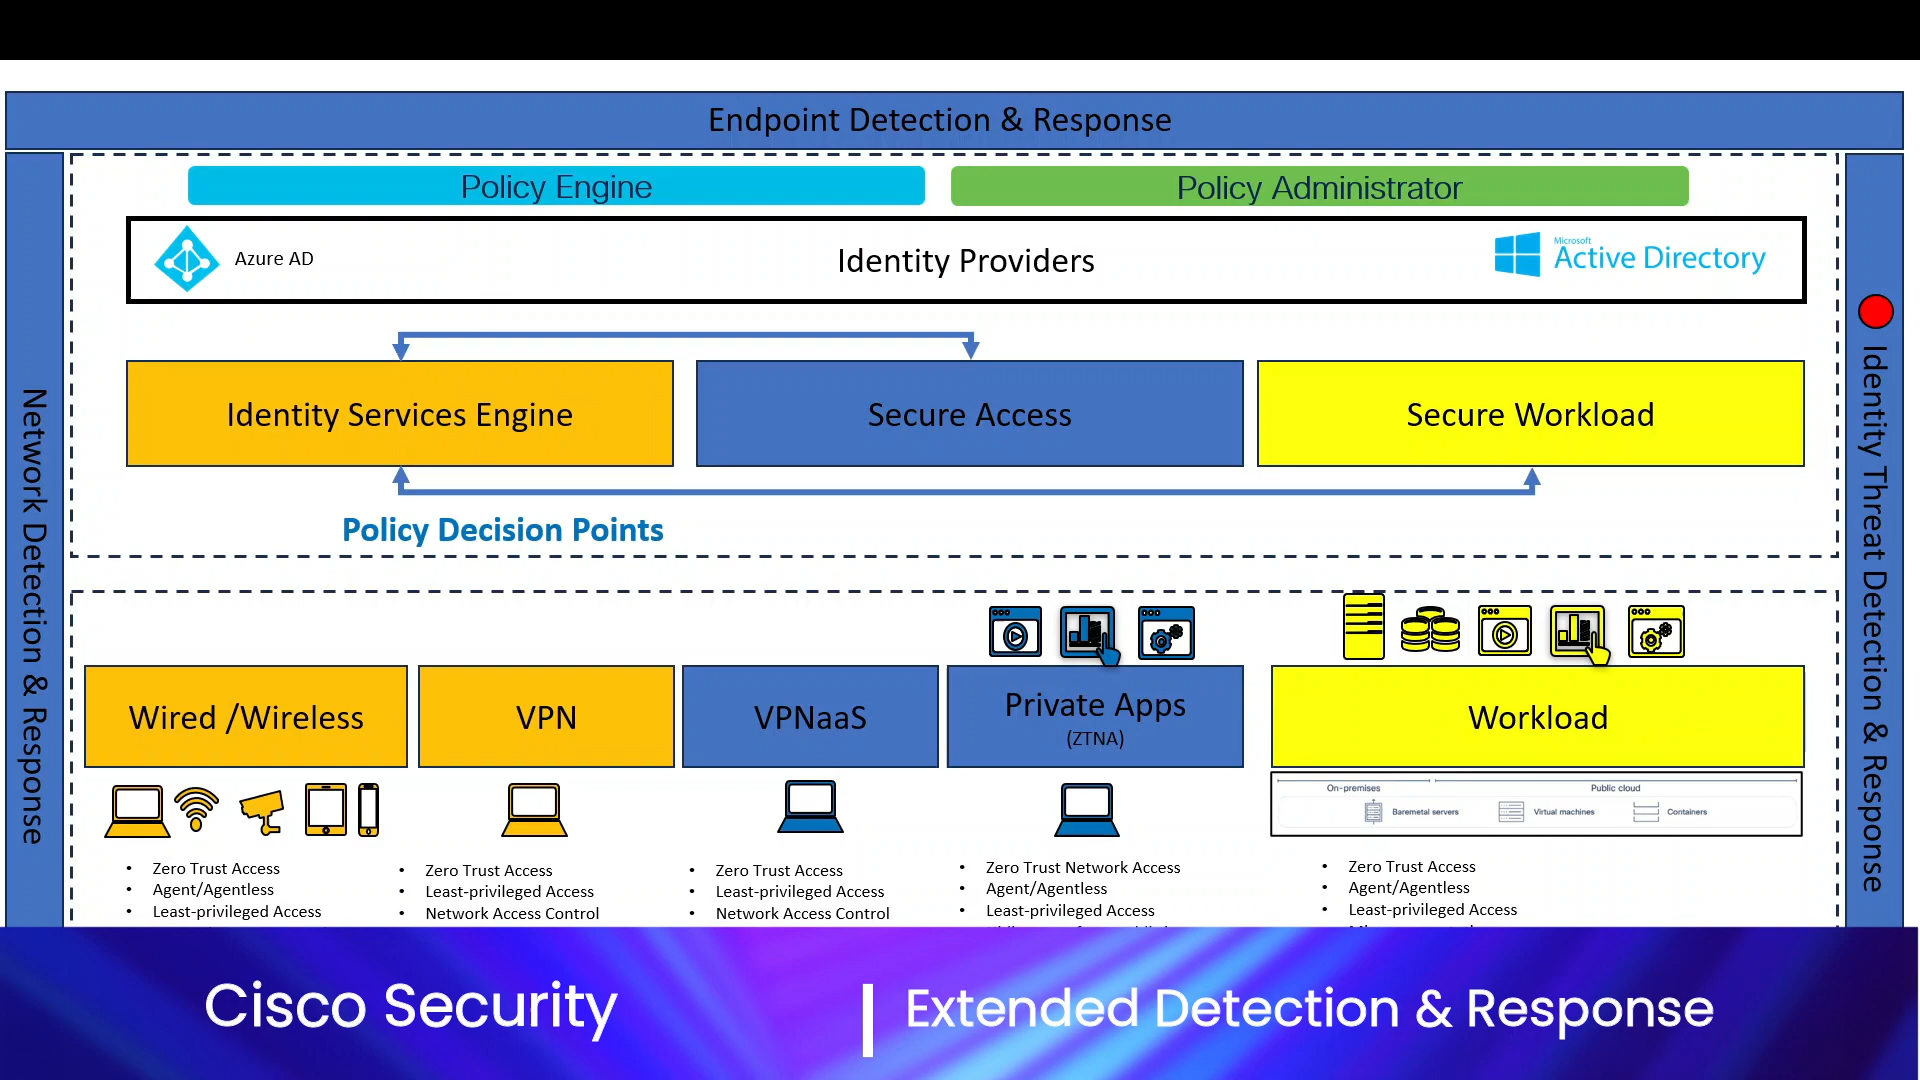 Endpoint Detection & Response
Policy Engine
Policy Administrator
Azure AD
Identity Providers
Microsoft
Active Directory
Identity Services Engine
Secure Access
Secure Workload
Policy Decision Points
Network Detection & Response
Identity Threat Detection & Response
Wired /Wireless
VPN
VPNaaS
Private Apps
(ZTNA)
Workload
On-premises
Public cloud
Baremetal servers
Virtual machines
Containers
• Zero Trust Access
• Agent/Agentless
• Least-privileged Access
• Zero Trust Access
• Least-privileged Access
• Network Access Control
• Zero Trust Access
• Least-privileged Access
• Network Access Control
• Zero Trust Network Access
• Agent/Agentless
• Least-privileged Access
• Zero Trust Access
• Agent/Agentless
• Least-privileged Access
Cisco Security
Extended Detection & Response